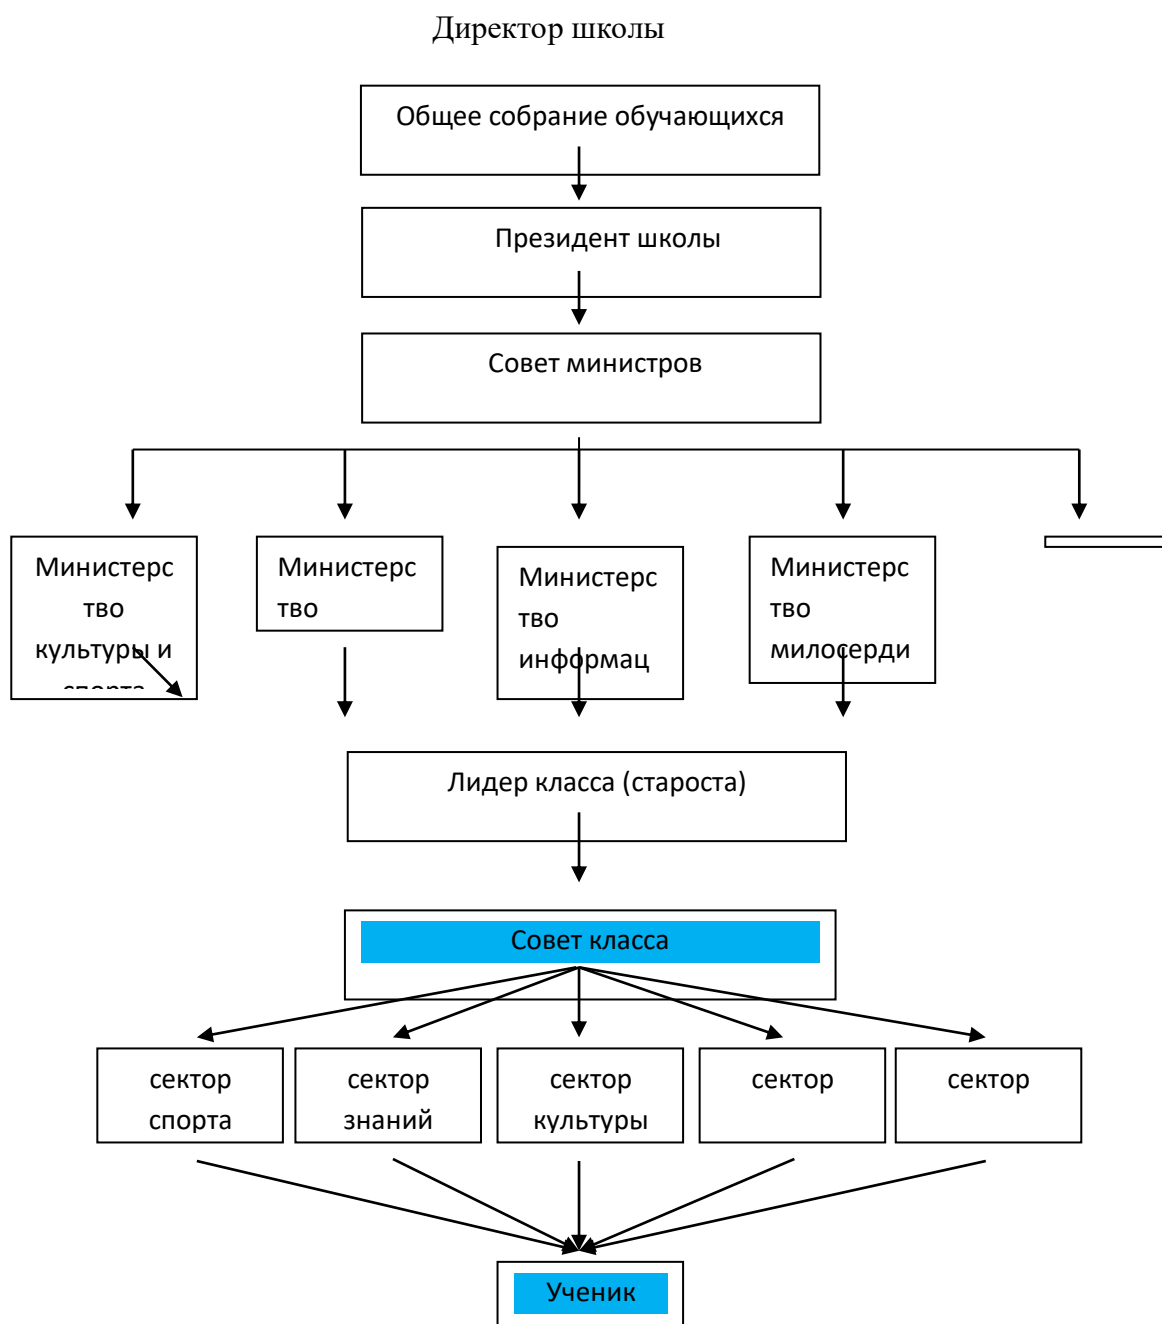 Директор школы
Общее собрание обучающихся
Президент школы
Совет министров
Министерс
тво
культуры и
спорта
Министерс
тво
Министерс
тво
информац
Министерс
тво
милосерди
Лидер класса (староста)
Совет класса
сектор
спорта
сектор
знаний
сектор
культуры
сектор
сектор
Ученик